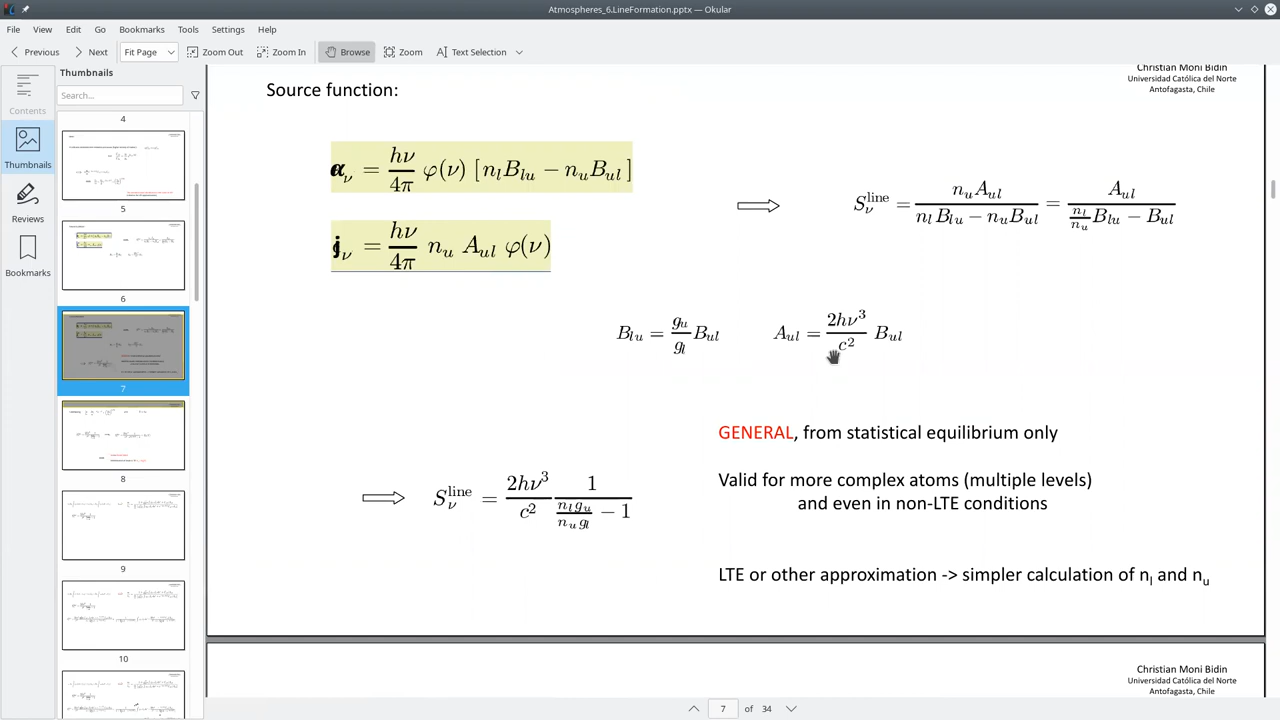 Atmospheres_6.LineFormation.pptx — Okular
File View Edit Go Bookmarks Tools Settings Help
Previous Next Fit Page Zoom Out Zoom In Browse Zoom Text Selection
Thumbnails
Search...
Contents
Thumbnails
Reviews
Bookmarks
4
5
6
7
8
9
10
Christian Moni Bidin
Universidad Católica del Norte
Antofagasta, Chile
Source function:
α_ν = hν/4π φ(ν) [n_l B_lu − n_u B_ul]
S_ν^line = n_u A_ul / (n_l B_lu − n_u B_ul) = A_ul / ((n_l/n_u) B_lu − B_ul)
j_ν = hν/4π n_u A_ul φ(ν)
B_lu = g_u/g_l B_ul A_ul = 2hν³/c² B_ul
GENERAL, from statistical equilibrium only
Valid for more complex atoms (multiple levels)
and even in non-LTE conditions
⇒ S_ν^line = 2hν³/c² 1/((n_l g_u)/(n_u g_l) − 1)
LTE or other approximation -> simpler calculation of n_l and n_u
Christian Moni Bidin
Universidad Católica del Norte
Antofagasta, Chile
7 of 34